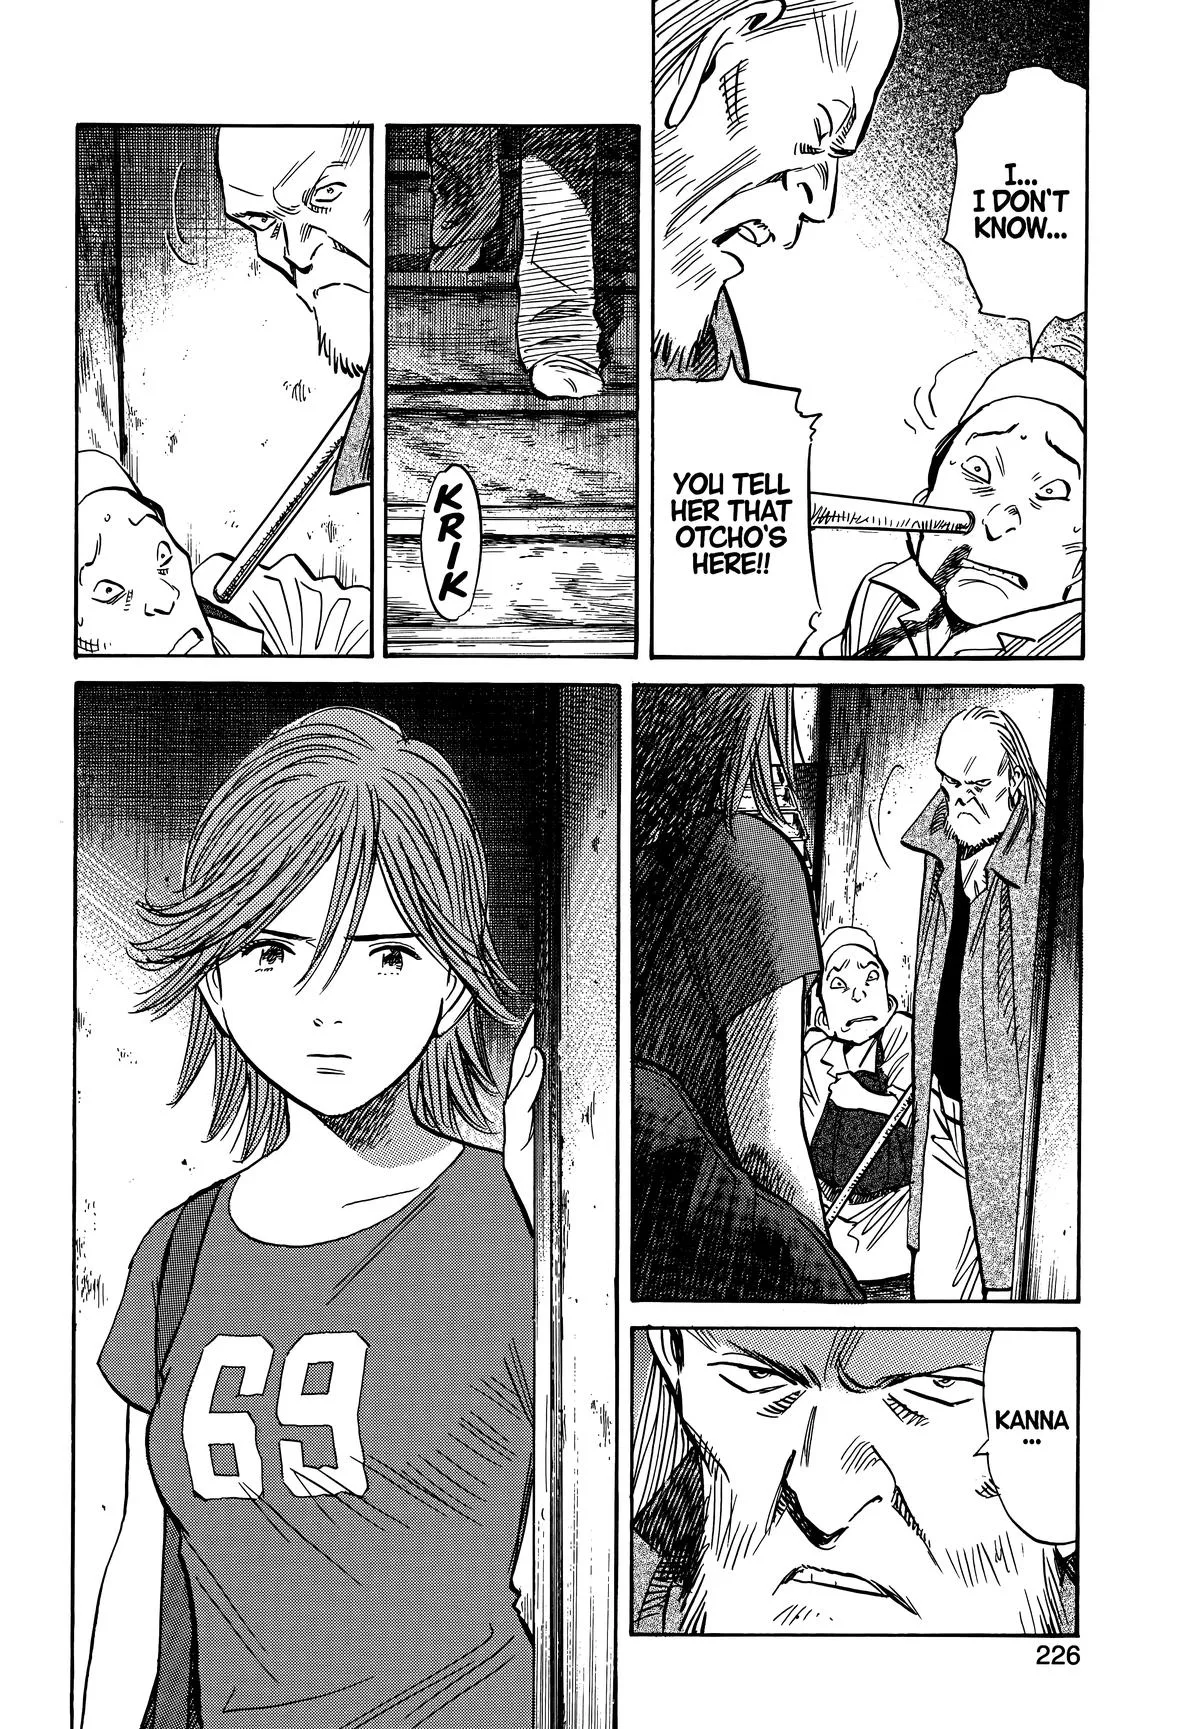 I...
I DON'T
KNOW...
YOU TELL
HER THAT
OTCHO'S
HERE!!
KRIK
KANNA
...
69
226